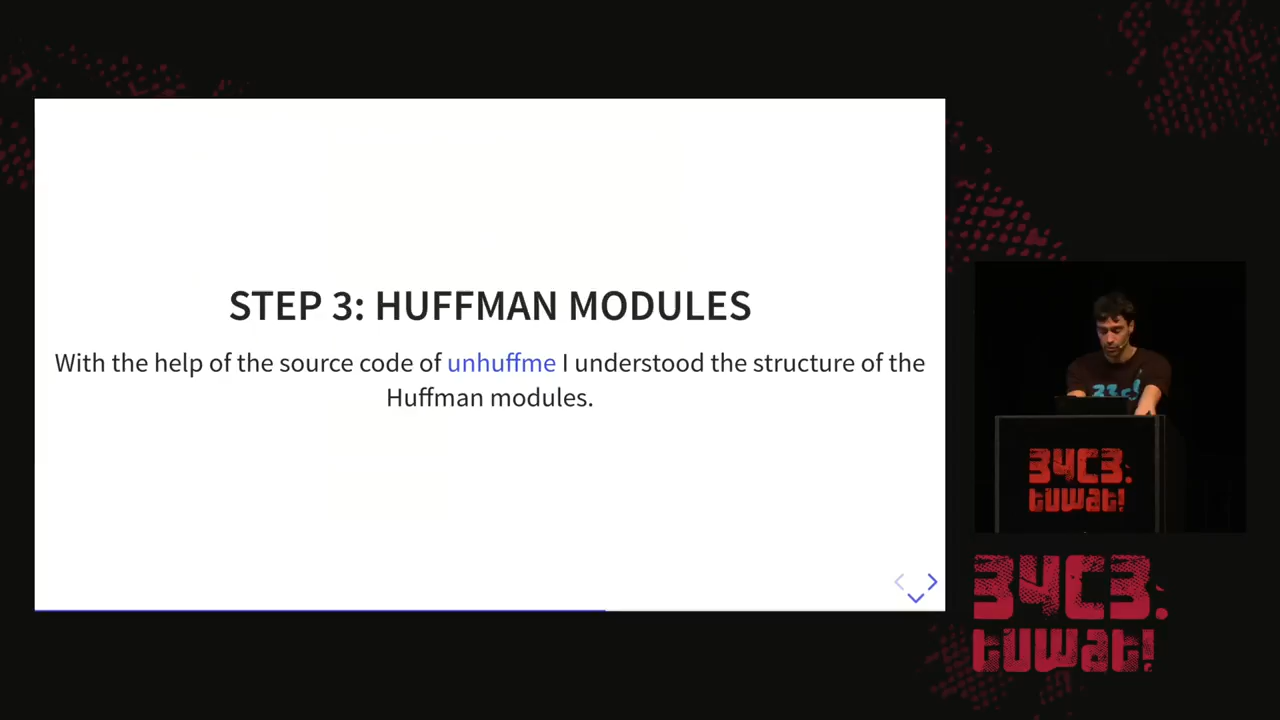 STEP 3: HUFFMAN MODULES
With the help of the source code of unhuffme I understood the structure of the
Huffman modules.
34C3.
tuwat!
34C3.
tuwat!